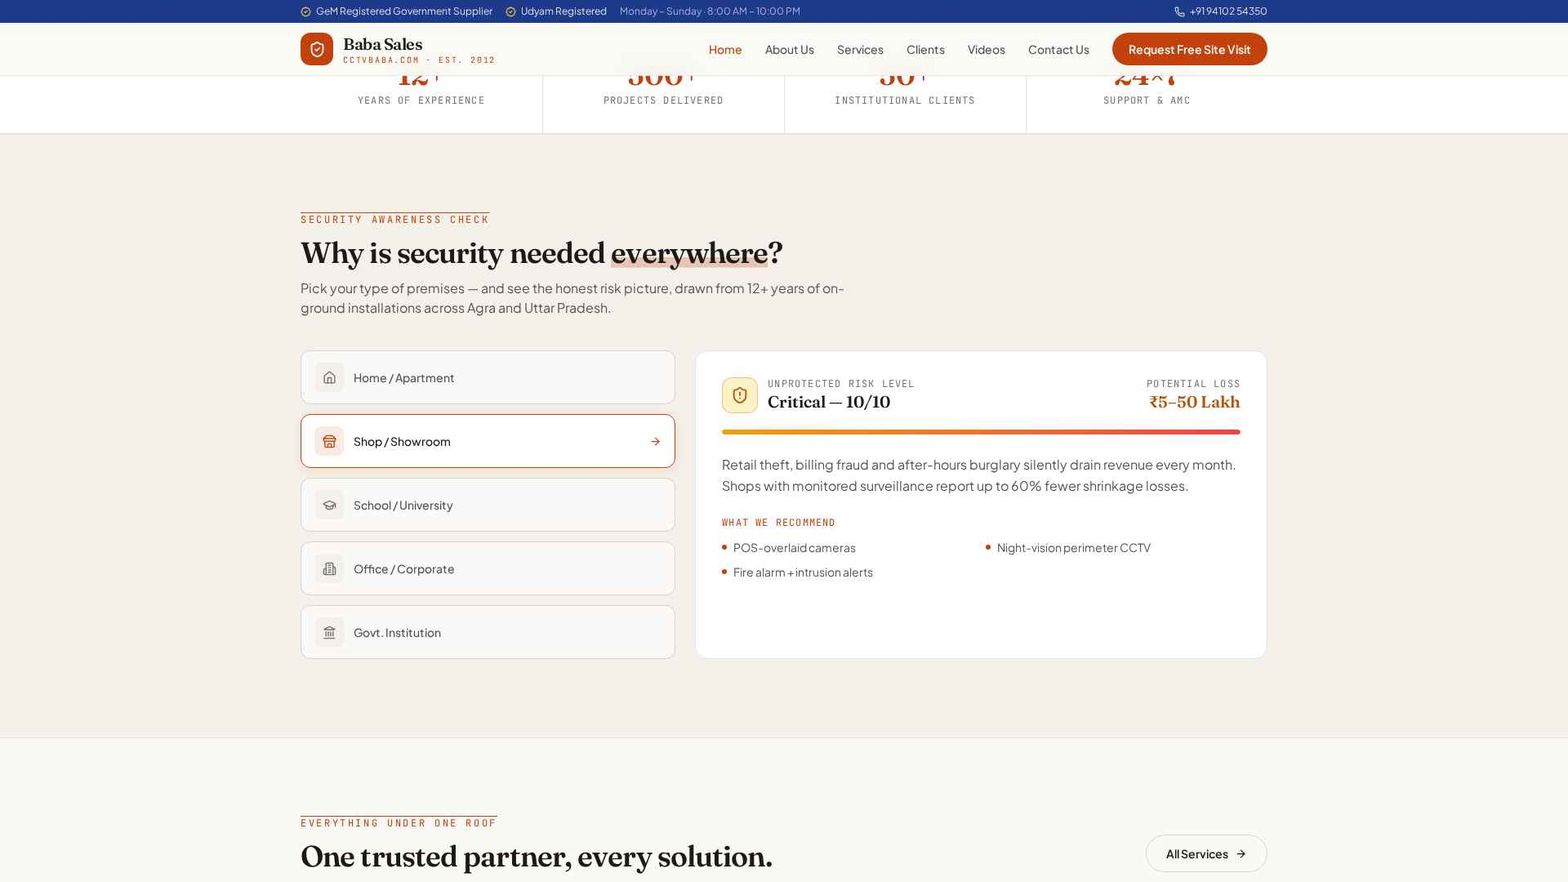 GeM Registered Government Supplier
Udyam Registered
Monday – Sunday · 8:00 AM – 10:00 PM
+91 94102 54350
Baba Sales
CCTVBABA.COM · EST. 2012
Home
About Us
Services
Clients
Videos
Contact Us
Request Free Site Visit
12+
500+
50+
24×7
YEARS OF EXPERIENCE
PROJECTS DELIVERED
INSTITUTIONAL CLIENTS
SUPPORT & AMC
SECURITY AWARENESS CHECK
Why is security needed everywhere?
Pick your type of premises — and see the honest risk picture, drawn from 12+ years of on-
ground installations across Agra and Uttar Pradesh.
Home / Apartment
Shop / Showroom
School / University
Office / Corporate
Govt. Institution
UNPROTECTED RISK LEVEL
Critical — 10/10
POTENTIAL LOSS
₹5–50 Lakh
Retail theft, billing fraud and after-hours burglary silently drain revenue every month.
Shops with monitored surveillance report up to 60% fewer shrinkage losses.
WHAT WE RECOMMEND
POS-overlaid cameras
Night-vision perimeter CCTV
Fire alarm + intrusion alerts
EVERYTHING UNDER ONE ROOF
One trusted partner, every solution.
All Services